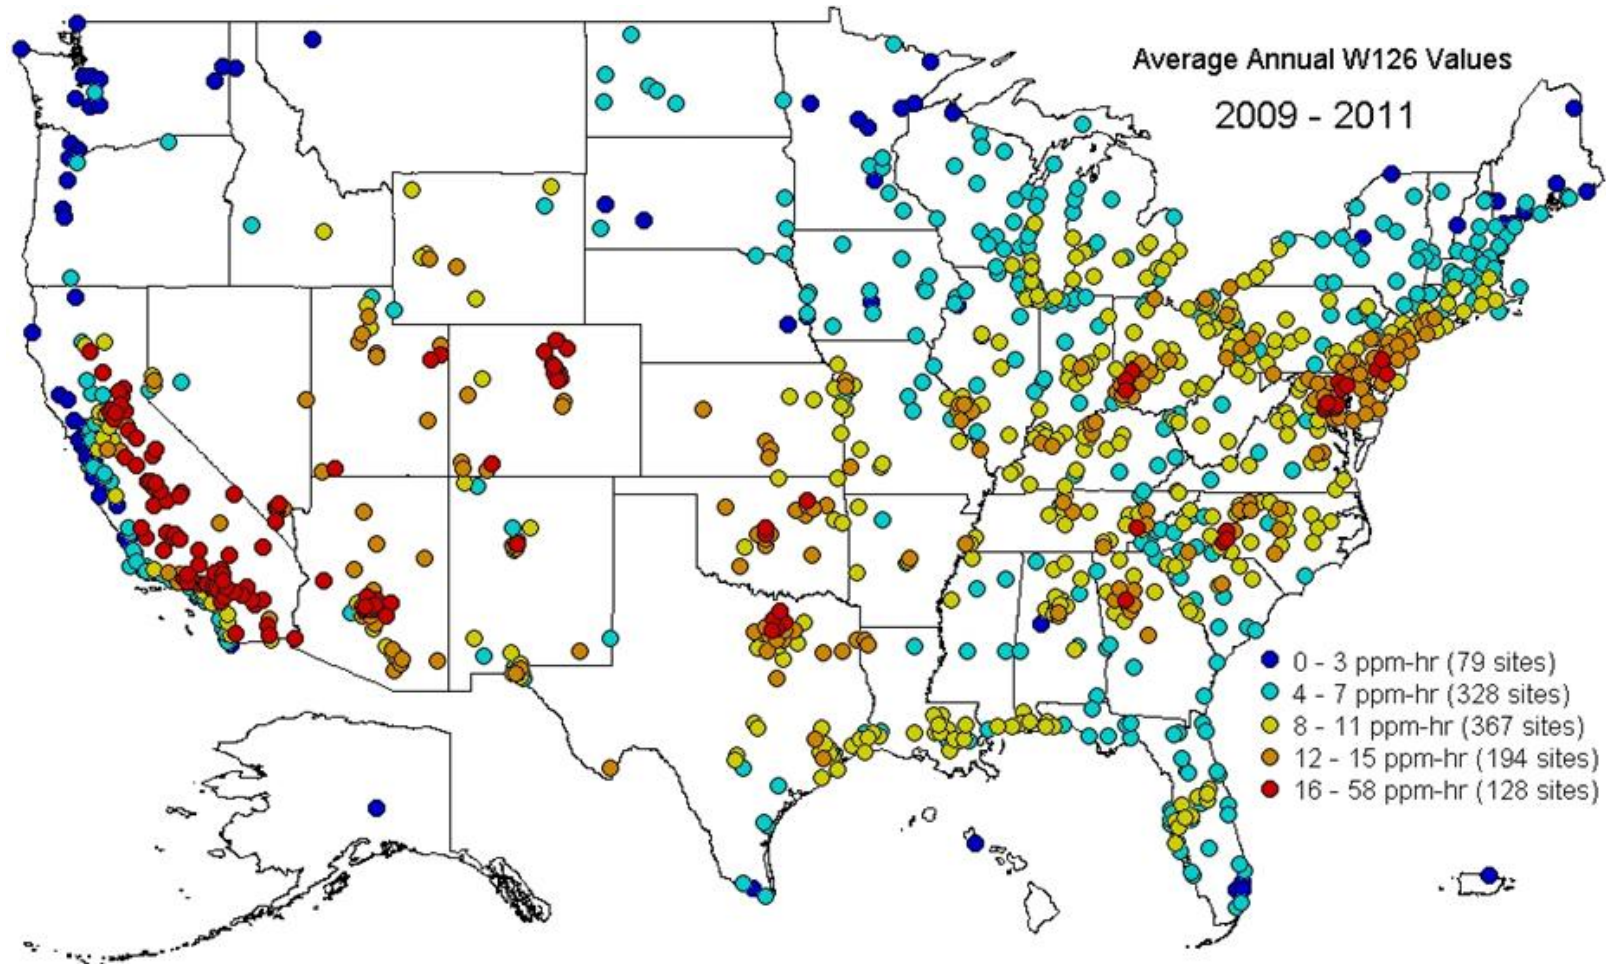 Average Annual W126 Values
2009 - 2011
0 - 3 ppm-hr (79 sites)
4 - 7 ppm-hr (328 sites)
8 - 11 ppm-hr (367 sites)
12 - 15 ppm-hr (194 sites)
16 - 58 ppm-hr (128 sites)